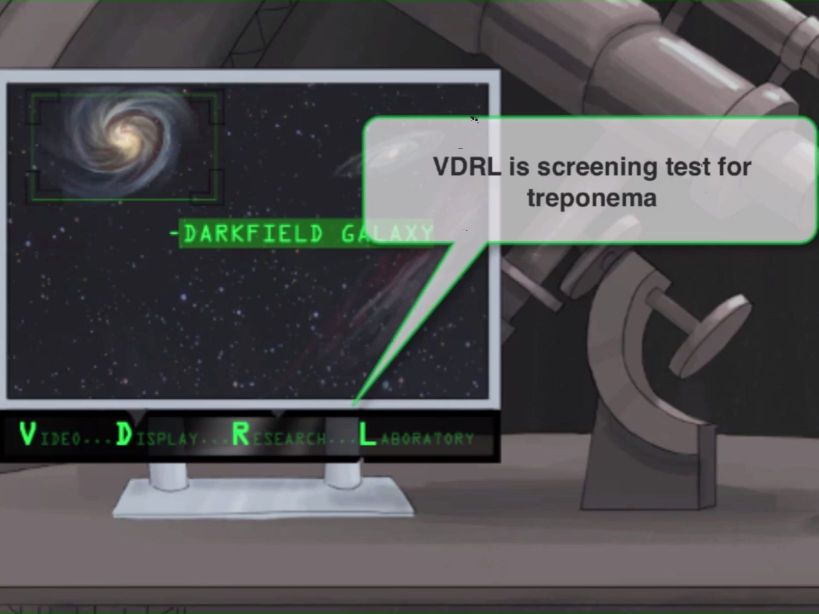 VDRL is screening test for
treponema
-DARKFIELD GALAXY
VIDEO...DISPLAY...RESEARCH...LABORATORY